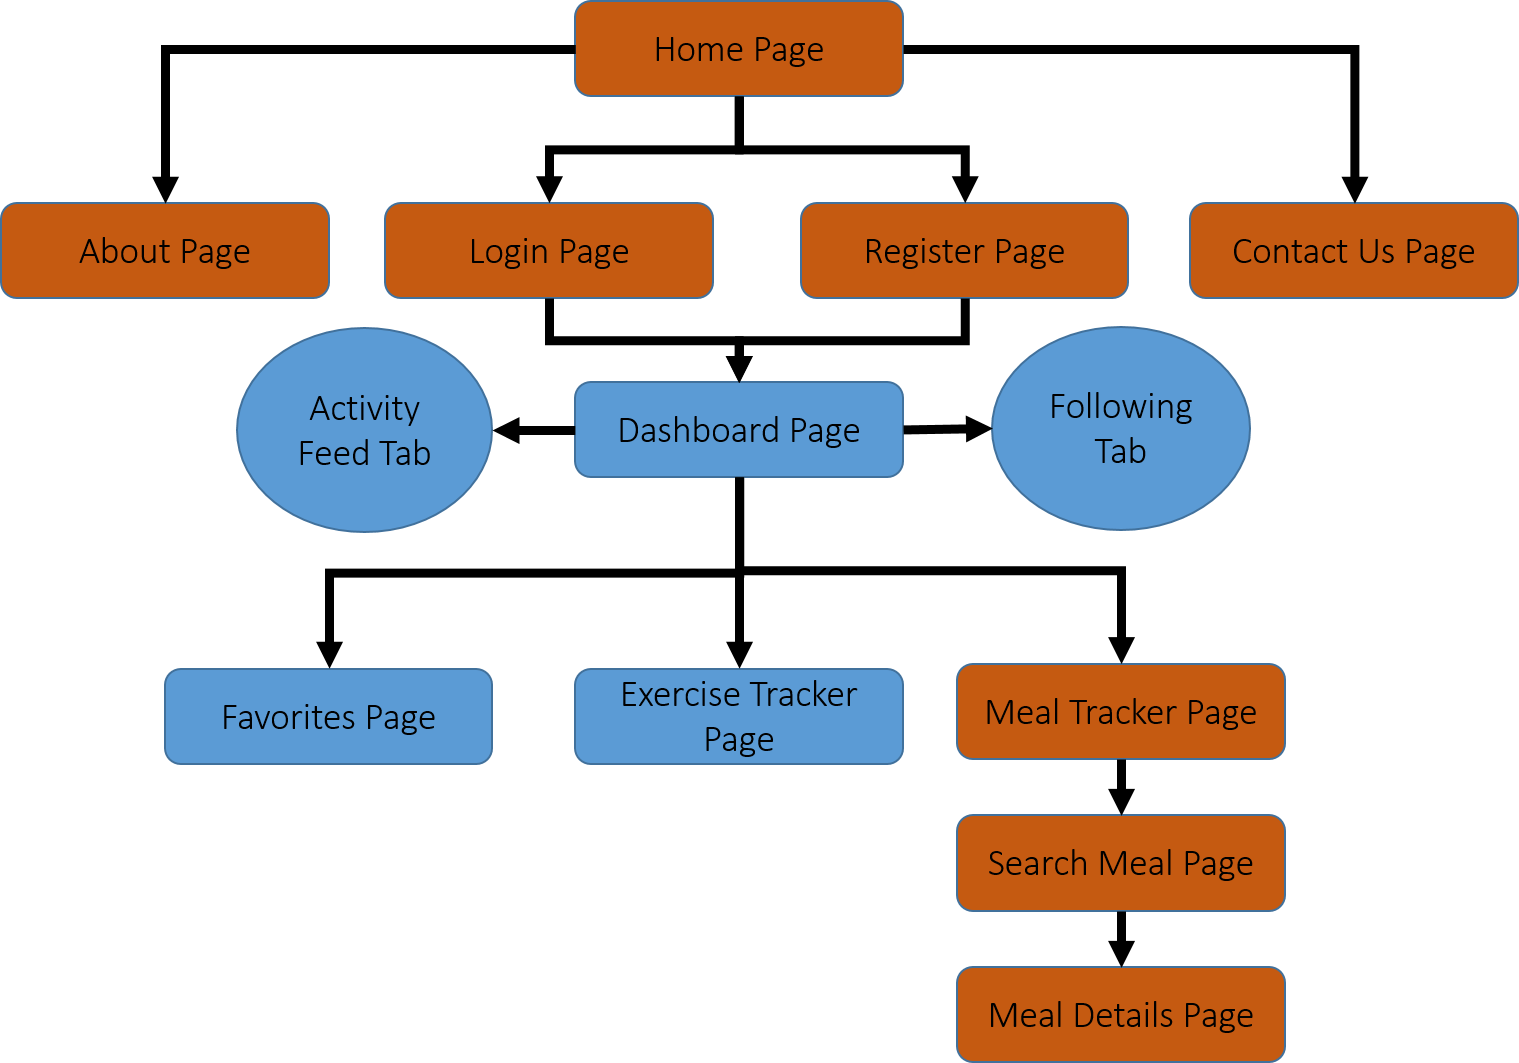 Home Page
About Page
Login Page
Register Page
Contact Us Page
Activity
Feed Tab
Dashboard Page
Following
Tab
Favorites Page
Exercise Tracker
Page
Meal Tracker Page
Search Meal Page
Meal Details Page